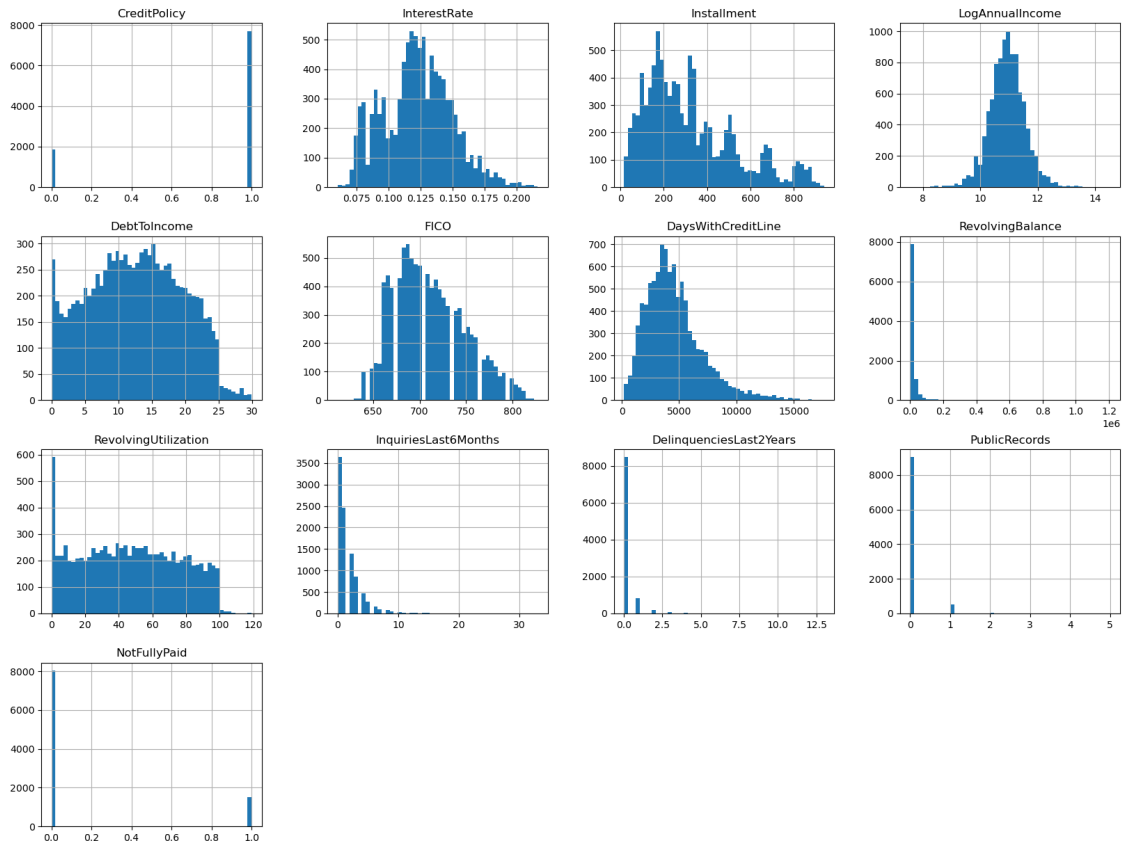 CreditPolicy
8000
6000
4000
2000
0
0.0 0.2 0.4 0.6 0.8 1.0
InterestRate
500
400
300
200
100
0
0.075 0.100 0.125 0.150 0.175 0.200
Installment
500
400
300
200
100
0
0 200 400 600 800
LogAnnualIncome
1000
800
600
400
200
0
8 10 12 14
DebtToIncome
300
250
200
150
100
50
0
0 5 10 15 20 25 30
FICO
500
400
300
200
100
0
650 700 750 800
DaysWithCreditLine
700
600
500
400
300
200
100
0
0 5000 10000 15000
RevolvingBalance
8000
6000
4000
2000
0
0.0 0.2 0.4 0.6 0.8 1.0 1.2
1e6
RevolvingUtilization
600
500
400
300
200
100
0
0 20 40 60 80 100 120
InquiriesLast6Months
3500
3000
2500
2000
1500
1000
500
0
0 10 20 30
DelinquenciesLast2Years
8000
6000
4000
2000
0
0.0 2.5 5.0 7.5 10.0 12.5
PublicRecords
8000
6000
4000
2000
0
0 1 2 3 4 5
NotFullyPaid
8000
6000
4000
2000
0
0.0 0.2 0.4 0.6 0.8 1.0